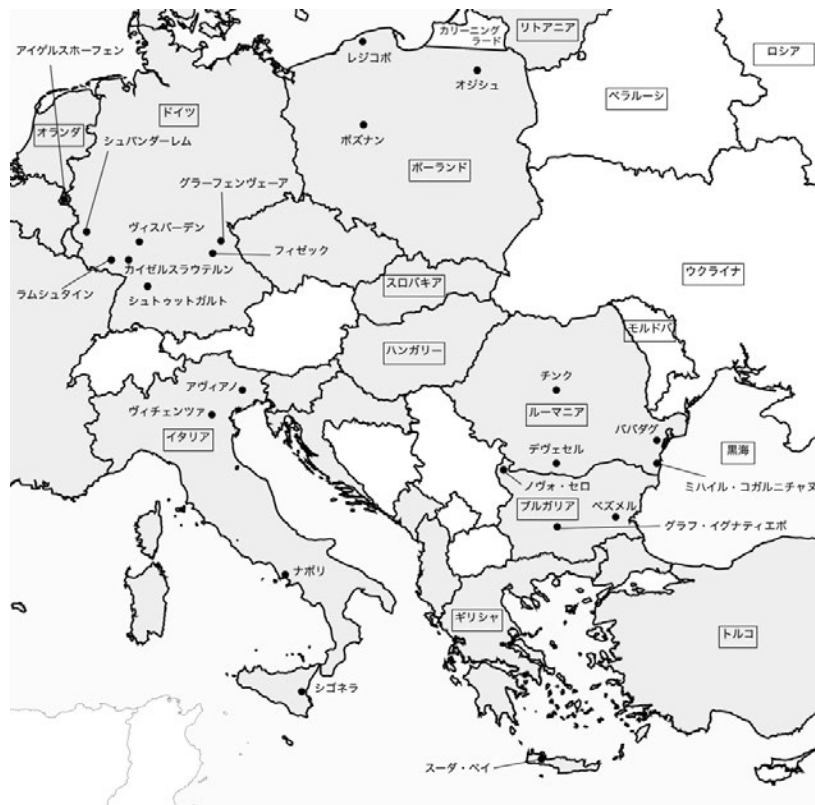 カリーニング
ラード
リトアニア
アイゲルスホーフェン
レジコボ
ロシア
オジシュ
ドイツ
ベラルーシ
オランダ
シュパンダーレム
ポズナン
ポーランド
グラーフェンヴェーア
ヴィスバーデン
フィゼック
カイゼルスラウテルン
ウクライナ
スロバキア
ラムシュタイン
シュトゥットガルト
モルドバ
ハンガリー
アヴィアノ
チンク
ヴィチェンツァ
ルーマニア
イタリア
ババダグ
黒海
デヴェセル
ノヴォ・セロ
ミハイル・コガルニチャヌ
ブルガリア
ベズメル
グラフ・イグナティエボ
ナポリ
ギリシャ
トルコ
シゴネラ
スーダ・ベイ